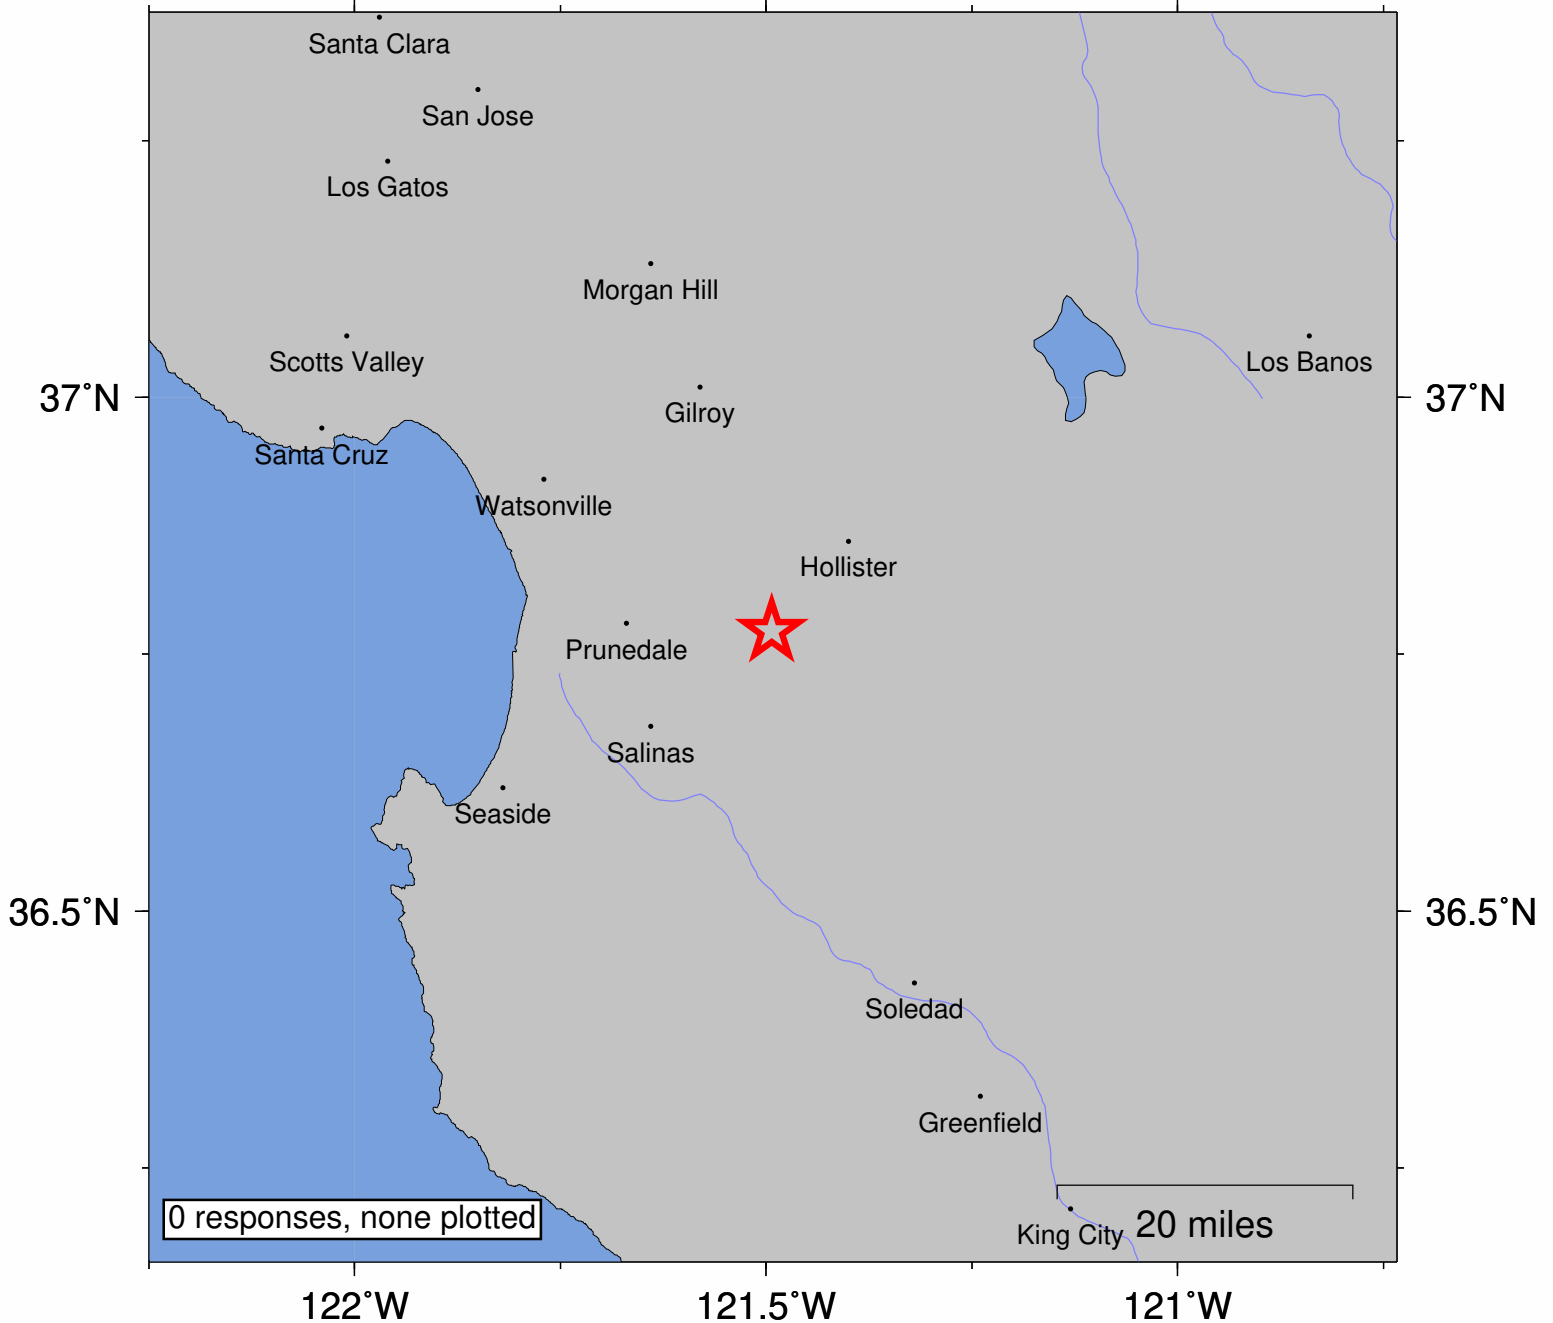 Santa Clara
San Jose
Los Gatos
Morgan Hill
Scotts Valley
Los Banos
37°N
37°N
Gilroy
Santa Cruz
Watsonville
Hollister
Prunedale
Salinas
Seaside
36.5°N
36.5°N
Soledad
Greenfield
0 responses, none plotted
King City
20 miles
122°W
121.5°W
121°W